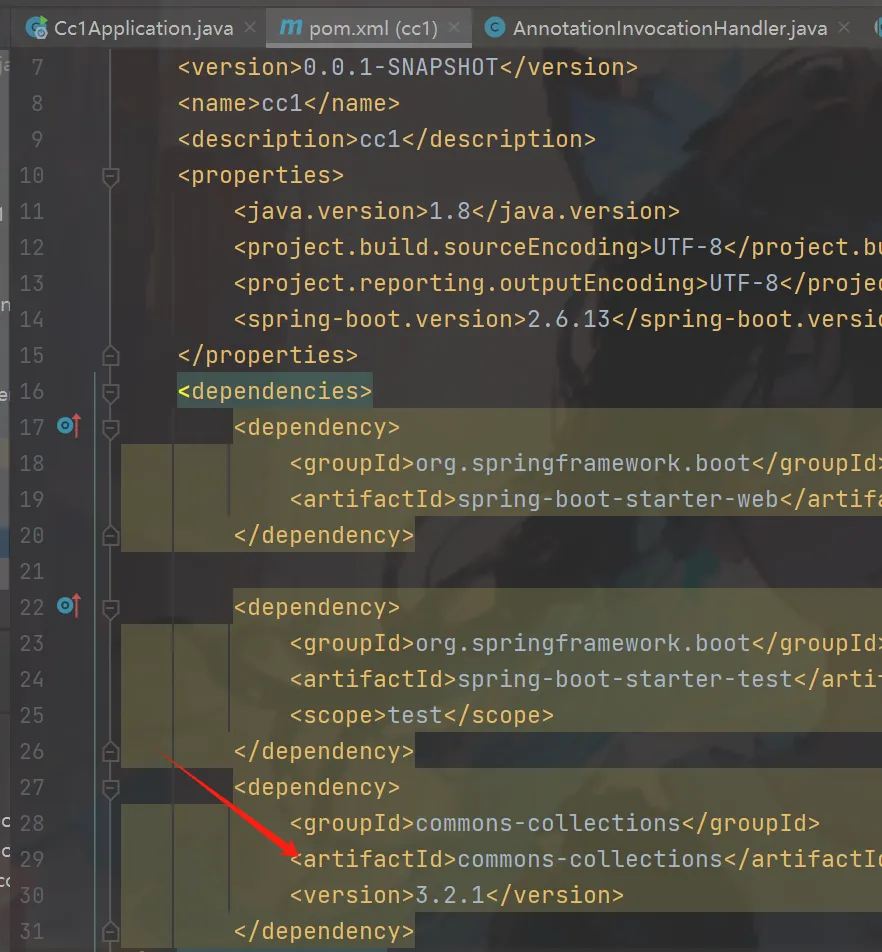 Cc1Application.java pom.xml (cc1) AnnotationInvocationHandler.java
7 <version>0.0.1-SNAPSHOT</version>
8 <name>cc1</name>
9 <description>cc1</description>
10 <properties>
11 <java.version>1.8</java.version>
12 <project.build.sourceEncoding>UTF-8</project.bu
13 <project.reporting.outputEncoding>UTF-8</projec
14 <spring-boot.version>2.6.13</spring-boot.versio
15 </properties>
16 <dependencies>
17 <dependency>
18 <groupId>org.springframework.boot</groupId>
19 <artifactId>spring-boot-starter-web</artifa
20 </dependency>
21
22 <dependency>
23 <groupId>org.springframework.boot</groupId>
24 <artifactId>spring-boot-starter-test</artif
25 <scope>test</scope>
26 </dependency>
27 <dependency>
28 <groupId>commons-collections</groupId>
29 <artifactId>commons-collections</artifactId
30 <version>3.2.1</version>
31 </dependency>